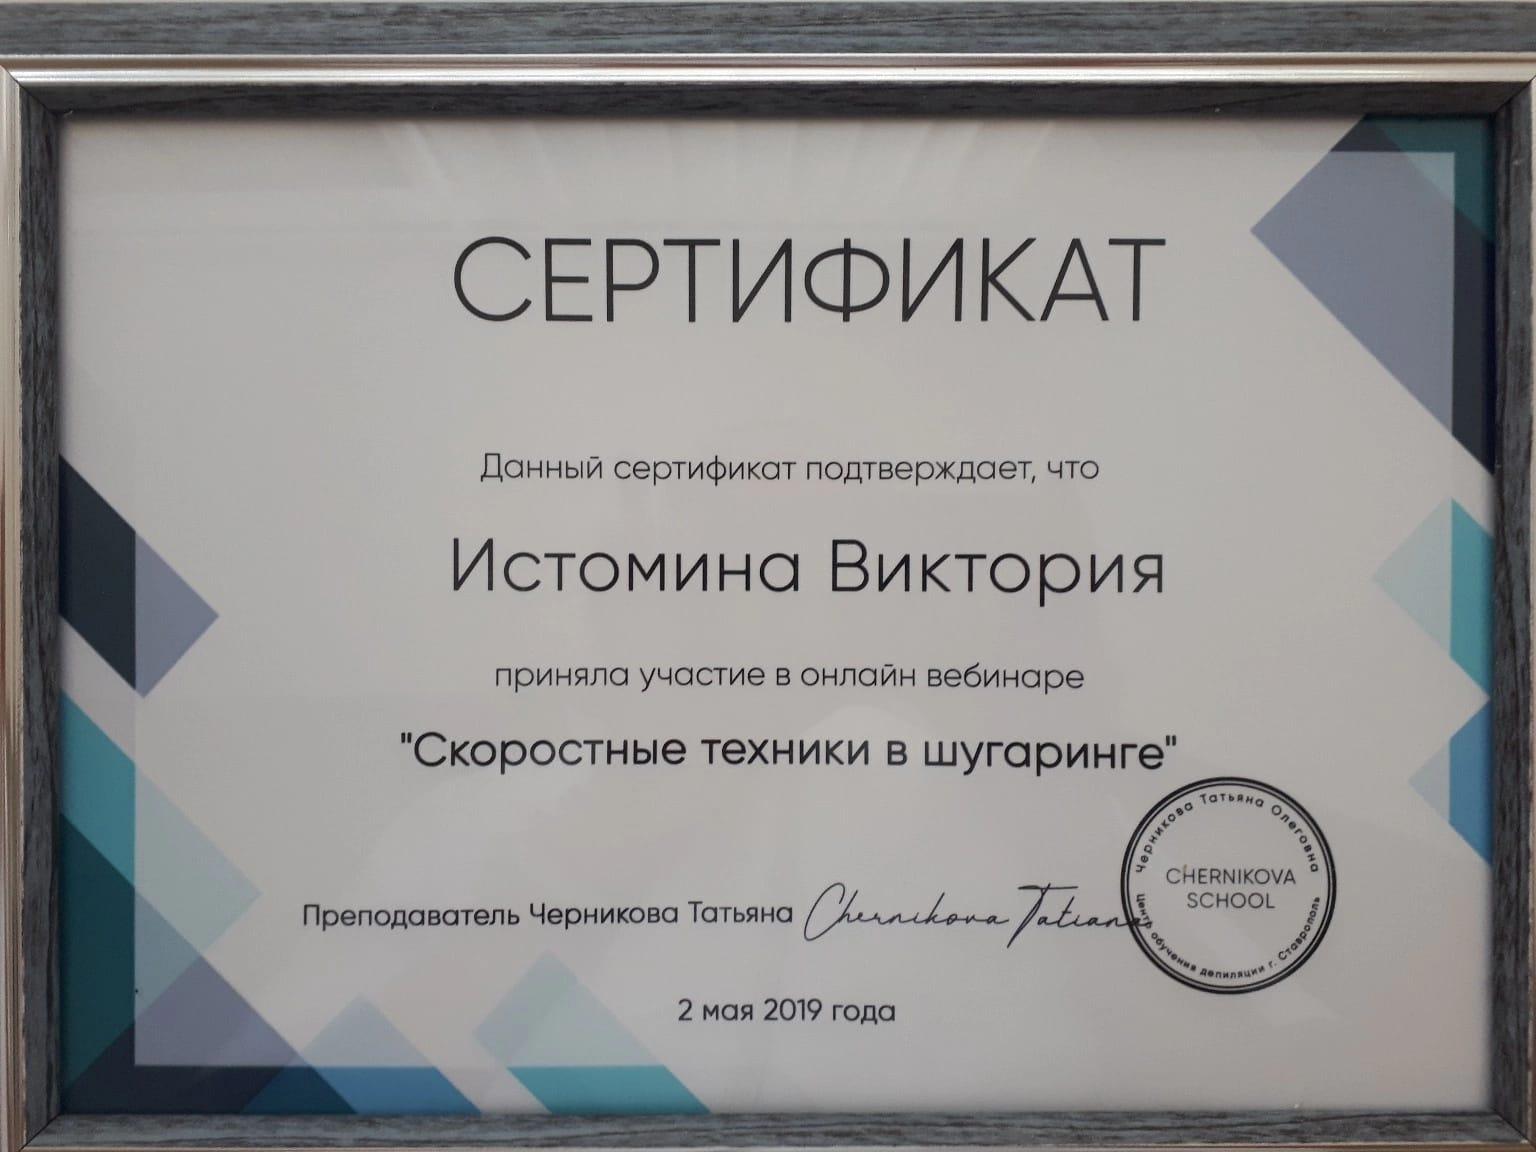 СЕРТИФИКАТ
Данный сертификат подтверждает, что
Истомина Виктория
приняла участие в онлайн вебинаре
"Скоростные техники в шугаринге"
Преподаватель Черникова Татьяна Chernikova Tatiana
Черникова Татьяна Олеговна
CHERNIKOVA
SCHOOL
Центр обучения депиляции г. Ставрополь
2 мая 2019 года